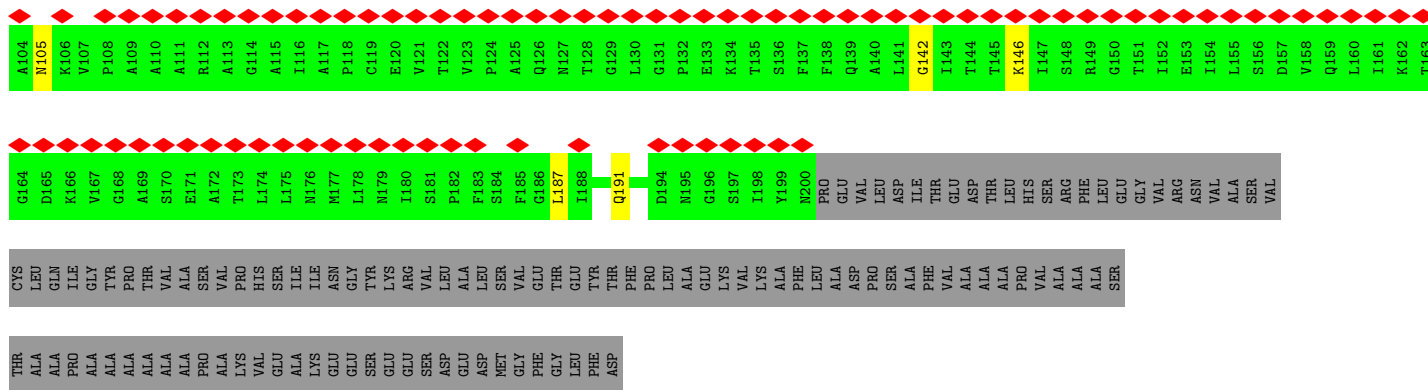 A104 N105 K106 V107 P108 A109 A110 A111 R112 A113 G114 A115 I116 A117 P118 C119 E120 V121 T122 V123 P124 A125 Q126 N127 T128 G129 L130 G131 P132 E133 K134 T135 S136 F137 F138 Q139 A140 L141 G142 I143 T144 T145 K146 I147 S148 R149 G150 T151 I152 E153 I154 L155 S156 D157 V158 Q159 L160 I161 K162 T163
G164 D165 K166 V167 G168 A169 S170 E171 A172 T173 L174 L175 N176 M177 L178 N179 I180 S181 P182 F183 S184 F185 G186 L187 I188 Q191 D194 N195 G196 S197 I198 Y199 N200 PRO GLU VAL LEU ASP ILE THR GLU ASP THR LEU HIS SER ARG PHE LEU GLU GLY VAL ARG ASN VAL ALA SER VAL
CYS LEU GLN ILE GLY TYR PRO THR VAL ALA SER VAL PRO HIS SER ILE ILE ASN GLY TYR LYS ARG VAL LEU ALA LEU SER VAL GLU THR GLU TYR THR PHE PRO LEU ALA GLU LYS VAL LYS ALA PHE LEU ALA ASP PRO SER ALA PHE VAL ALA ALA ALA PRO VAL ALA ALA ALA SER
THR ALA ALA PRO ALA ALA ALA ALA ALA ALA PRO ALA LYS VAL GLU ALA LYS GLU GLU SER GLU GLU SER ASP GLU ASP MET GLY PHE GLY LEU PHE ASP